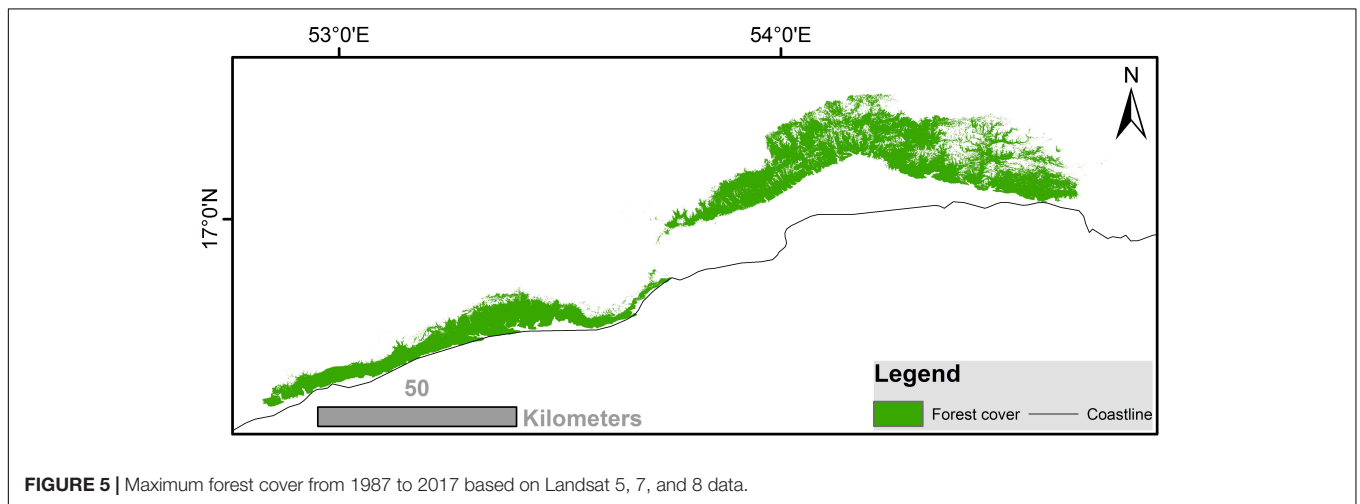 53°0'E 54°0'E
N
17°0'N
50
Kilometers
Legend
Forest cover Coastline
FIGURE 5 | Maximum forest cover from 1987 to 2017 based on Landsat 5, 7, and 8 data.